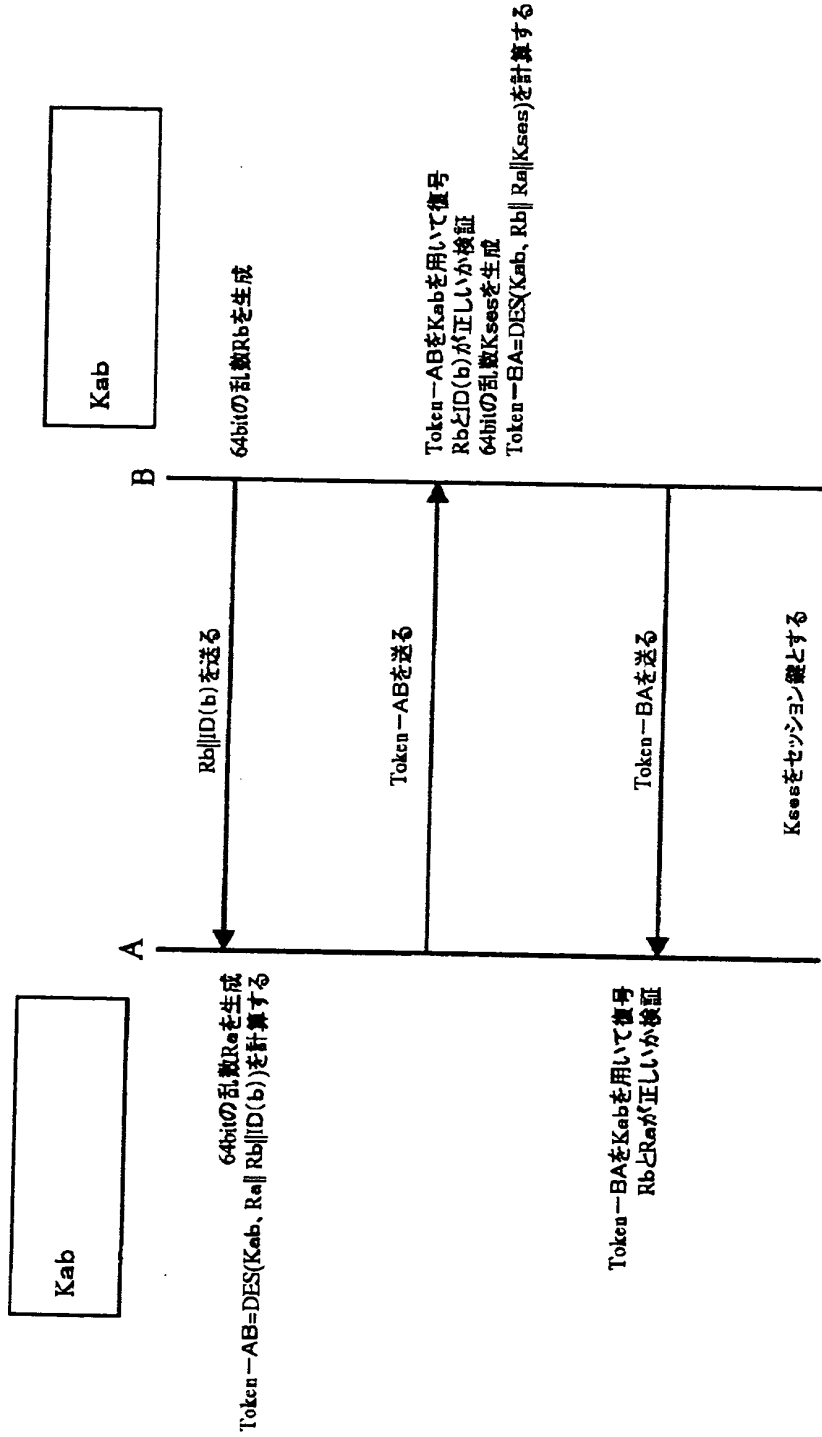 Kab
Kab
A
B
64bitの乱数Rbを生成
Rb||ID(b)を送る
64bitの乱数Raを生成
Token−AB=DES(Kab、Ra|| Rb||ID(b))を計算する
Token−ABを送る
Token−ABをKabを用いて復号
RbとID(b)が正しいか検証
64bitの乱数Ksesを生成
Token−BA=DES(Kab、Rb|| Ra||Kses)を計算する
Token−BAを送る
Token−BAをKabを用いて復号
RbとRaが正しいか検証
Ksesをセッション鍵とする